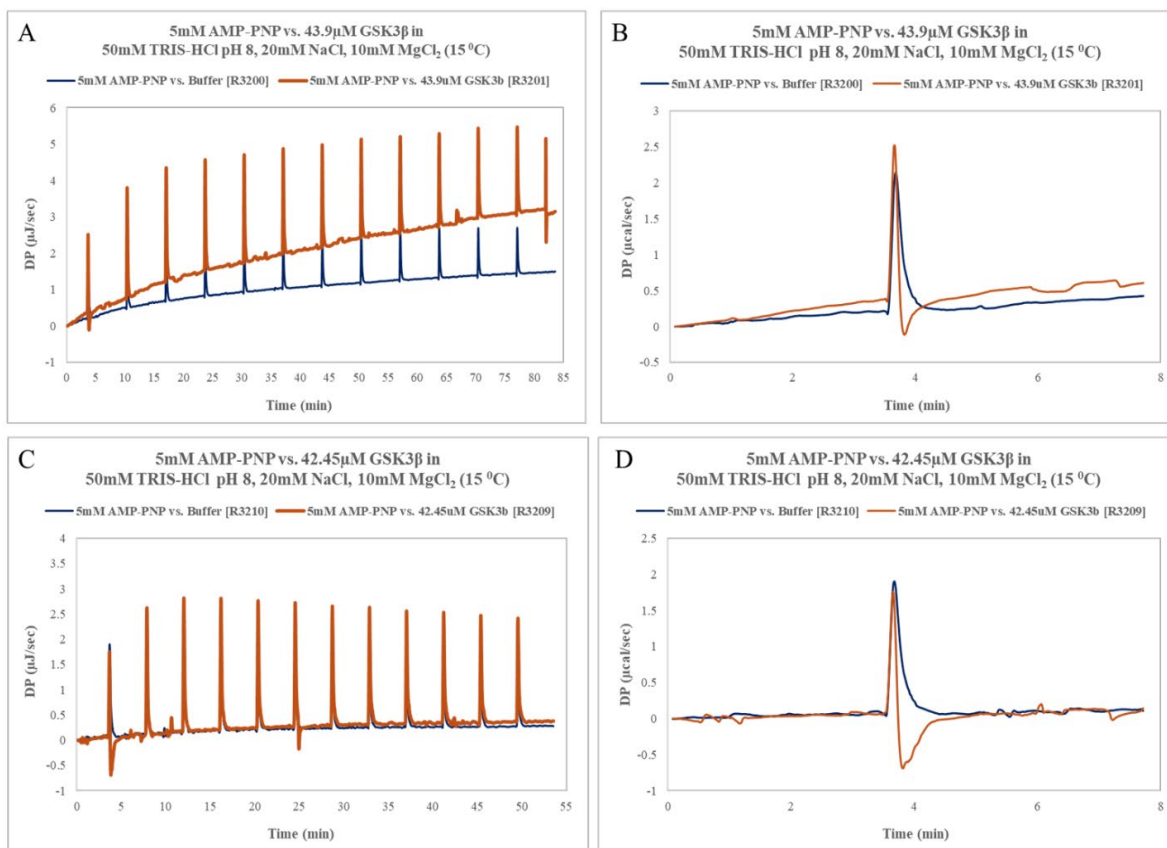 A
5mM AMP-PNP vs. 43.9µM GSK3β in
50mM TRIS-HCl pH 8, 20mM NaCl, 10mM MgCl₂ (15 ⁰C)
5mM AMP-PNP vs. Buffer [R3200] 5mM AMP-PNP vs. 43.9uM GSK3b [R3201]
6
5
4
3
2
1
0
-1
DP (µJ/sec)
0 5 10 15 20 25 30 35 40 45 50 55 60 65 70 75 80 85
Time (min)
B
5mM AMP-PNP vs. 43.9µM GSK3β in
50mM TRIS-HCl pH 8, 20mM NaCl, 10mM MgCl₂ (15 ⁰C)
5mM AMP-PNP vs. Buffer [R3200] 5mM AMP-PNP vs. 43.9uM GSK3b [R3201]
3
2.5
2
1.5
1
0.5
0
-0.5
DP (µcal/sec)
0 2 4 6 8
Time (min)
C
5mM AMP-PNP vs. 42.45µM GSK3β in
50mM TRIS-HCl pH 8, 20mM NaCl, 10mM MgCl₂ (15 ⁰C)
5mM AMP-PNP vs. Buffer [R3210] 5mM AMP-PNP vs. 42.45uM GSK3b [R3209]
4
3.5
3
2.5
2
1.5
1
0.5
0
-0.5
-1
DP (µJ/sec)
0 5 10 15 20 25 30 35 40 45 50 55
Time (min)
D
5mM AMP-PNP vs. 42.45µM GSK3β in
50mM TRIS-HCl pH 8, 20mM NaCl, 10mM MgCl₂ (15 ⁰C)
5mM AMP-PNP vs. Buffer [R3210] 5mM AMP-PNP vs. 42.45uM GSK3b [R3209]
2.5
2
1.5
1
0.5
0
-0.5
-1
DP (µcal/sec)
0 2 4 6 8
Time (min)